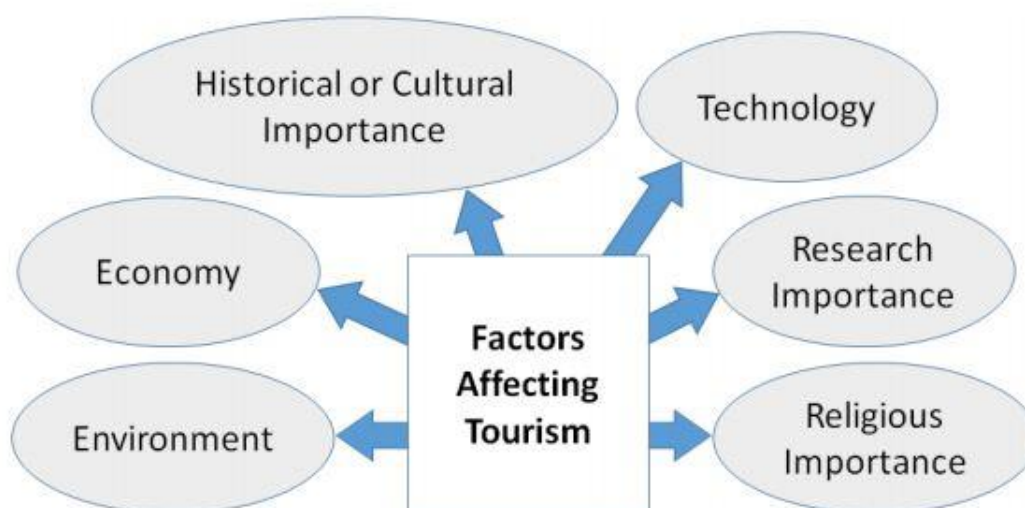 Historical or Cultural
Importance
Technology
Economy
Research
Importance
Factors
Affecting
Tourism
Environment
Religious
Importance